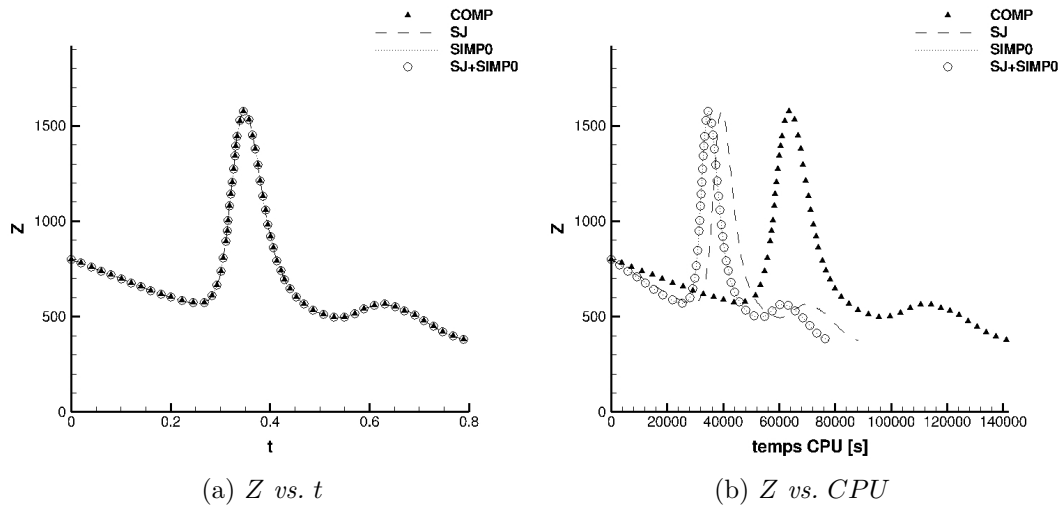 COMP
SJ
SIMP0
SJ+SIMP0
Z
1500
1000
500
0
0 0.2 0.4 0.6 0.8
t
(a) Z vs. t
COMP
SJ
SIMP0
SJ+SIMP0
Z
1500
1000
500
0
0 20000 40000 60000 80000 100000 120000 140000
temps CPU [s]
(b) Z vs. CPU